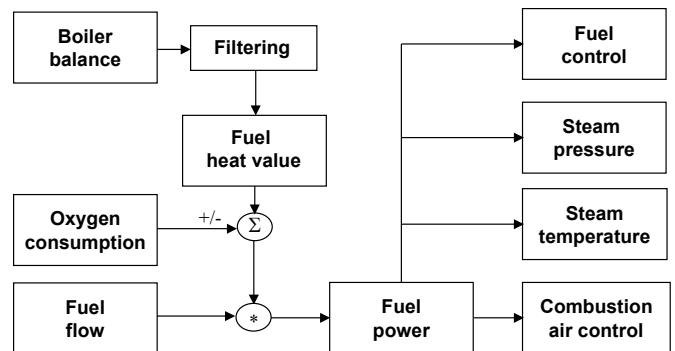 Boiler
balance
Filtering
Fuel
heat value
Oxygen
consumption
+/-
Σ
Fuel
flow
*
Fuel
power
Fuel
control
Steam
pressure
Steam
temperature
Combustion
air control